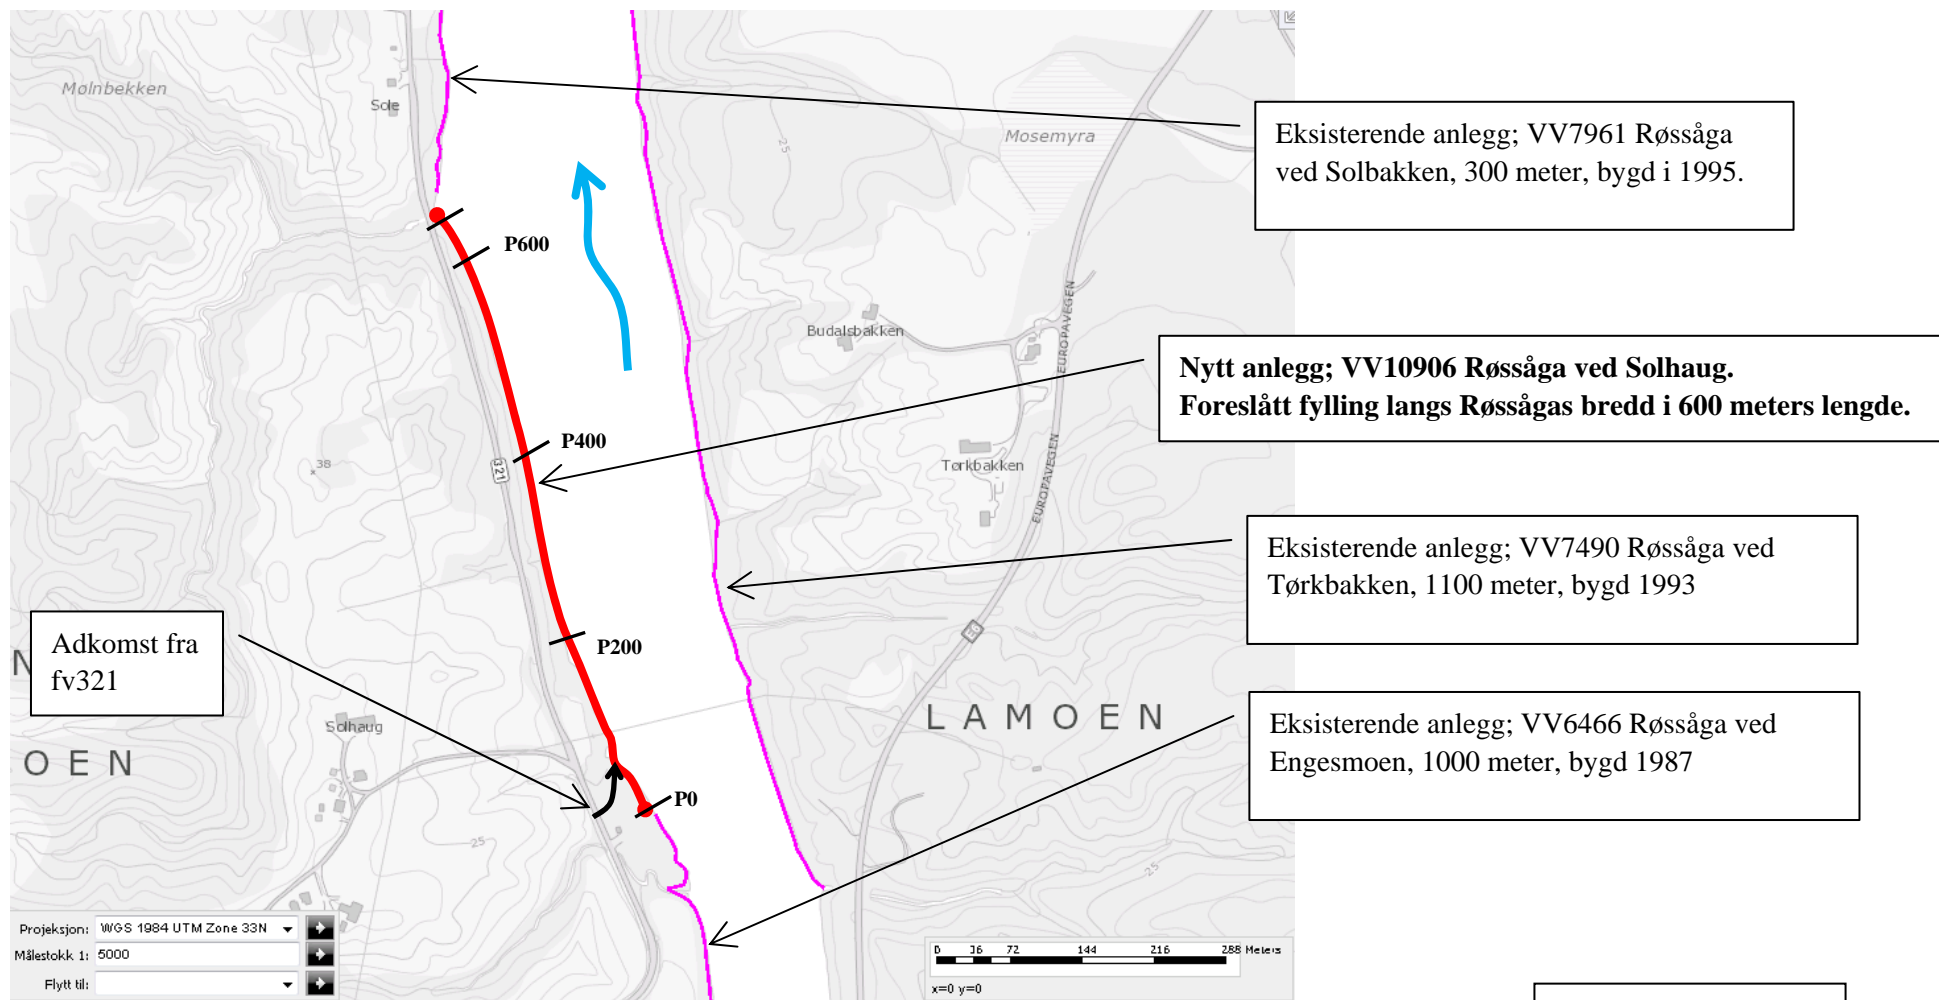 Mølnbekken
Sole
25
Mosemyra
Eksisterende anlegg; VV7961 Røssåga
ved Solbakken, 300 meter, bygd i 1995.
P600
EUROPAVEGEN
Budalsbakken
Nytt anlegg; VV10906 Røssåga ved Solhaug.
Foreslått fylling langs Røssågas bredd i 600 meters lengde.
P400
38
321
Tørkbakken
EUROPAVEGEN
Eksisterende anlegg; VV7490 Røssåga ved
Tørkbakken, 1100 meter, bygd 1993
E6
Adkomst fra
fv321
N
P200
Solhaug
LAMOEN
Eksisterende anlegg; VV6466 Røssåga ved
Engesmoen, 1000 meter, bygd 1987
OEN
P0
25
25
Projeksjon: WGS 1984 UTM Zone 33N
Målestokk 1: 5000
Flytt til:
0 36 72 144 216 288 Meters
x=0 y=0